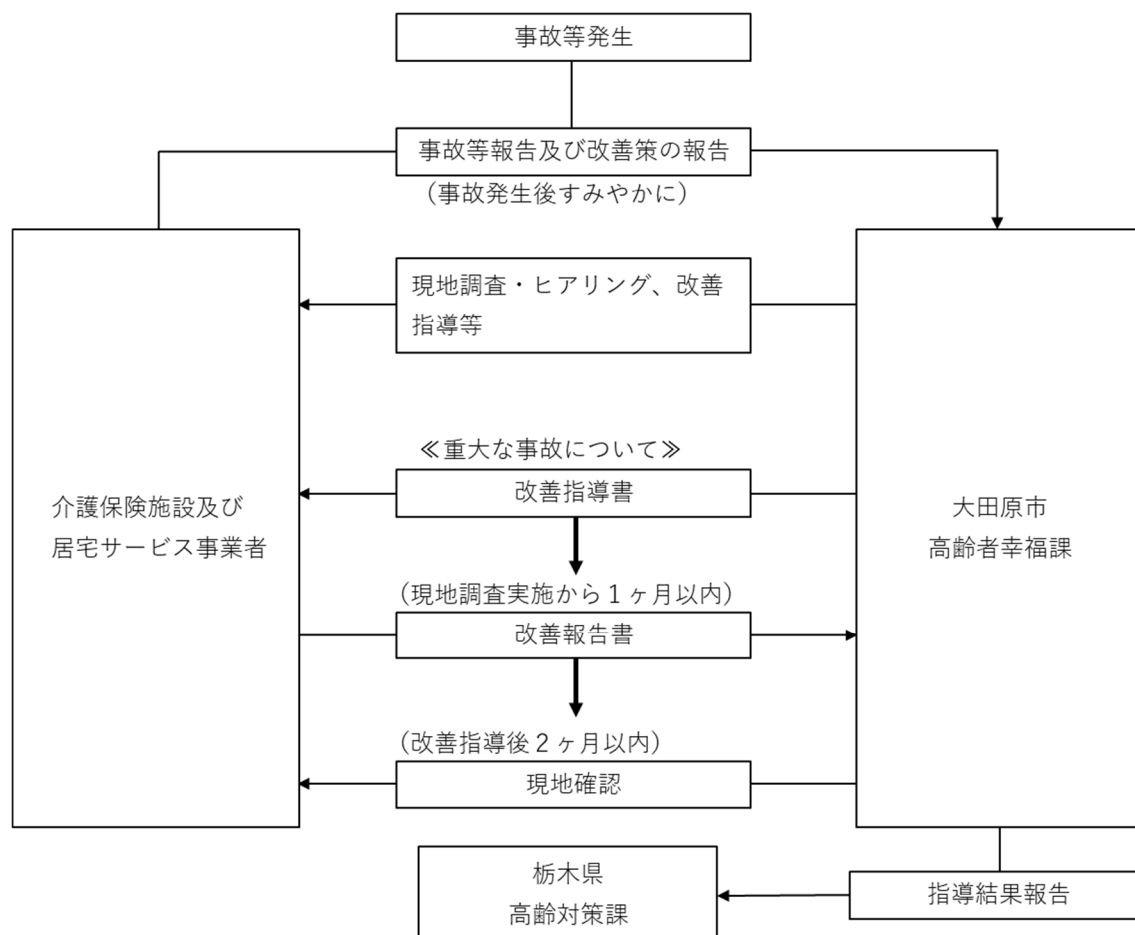 事故等発生
事故等報告及び改善策の報告
(事故発生後すみやかに)
現地調査・ヒアリング、改善
指導等
≪重大な事故について≫
改善指導書
介護保険施設及び
居宅サービス事業者
大田原市
高齢者幸福課
(現地調査実施から１ヶ月以内)
改善報告書
(改善指導後２ヶ月以内)
現地確認
栃木県
高齢対策課
指導結果報告